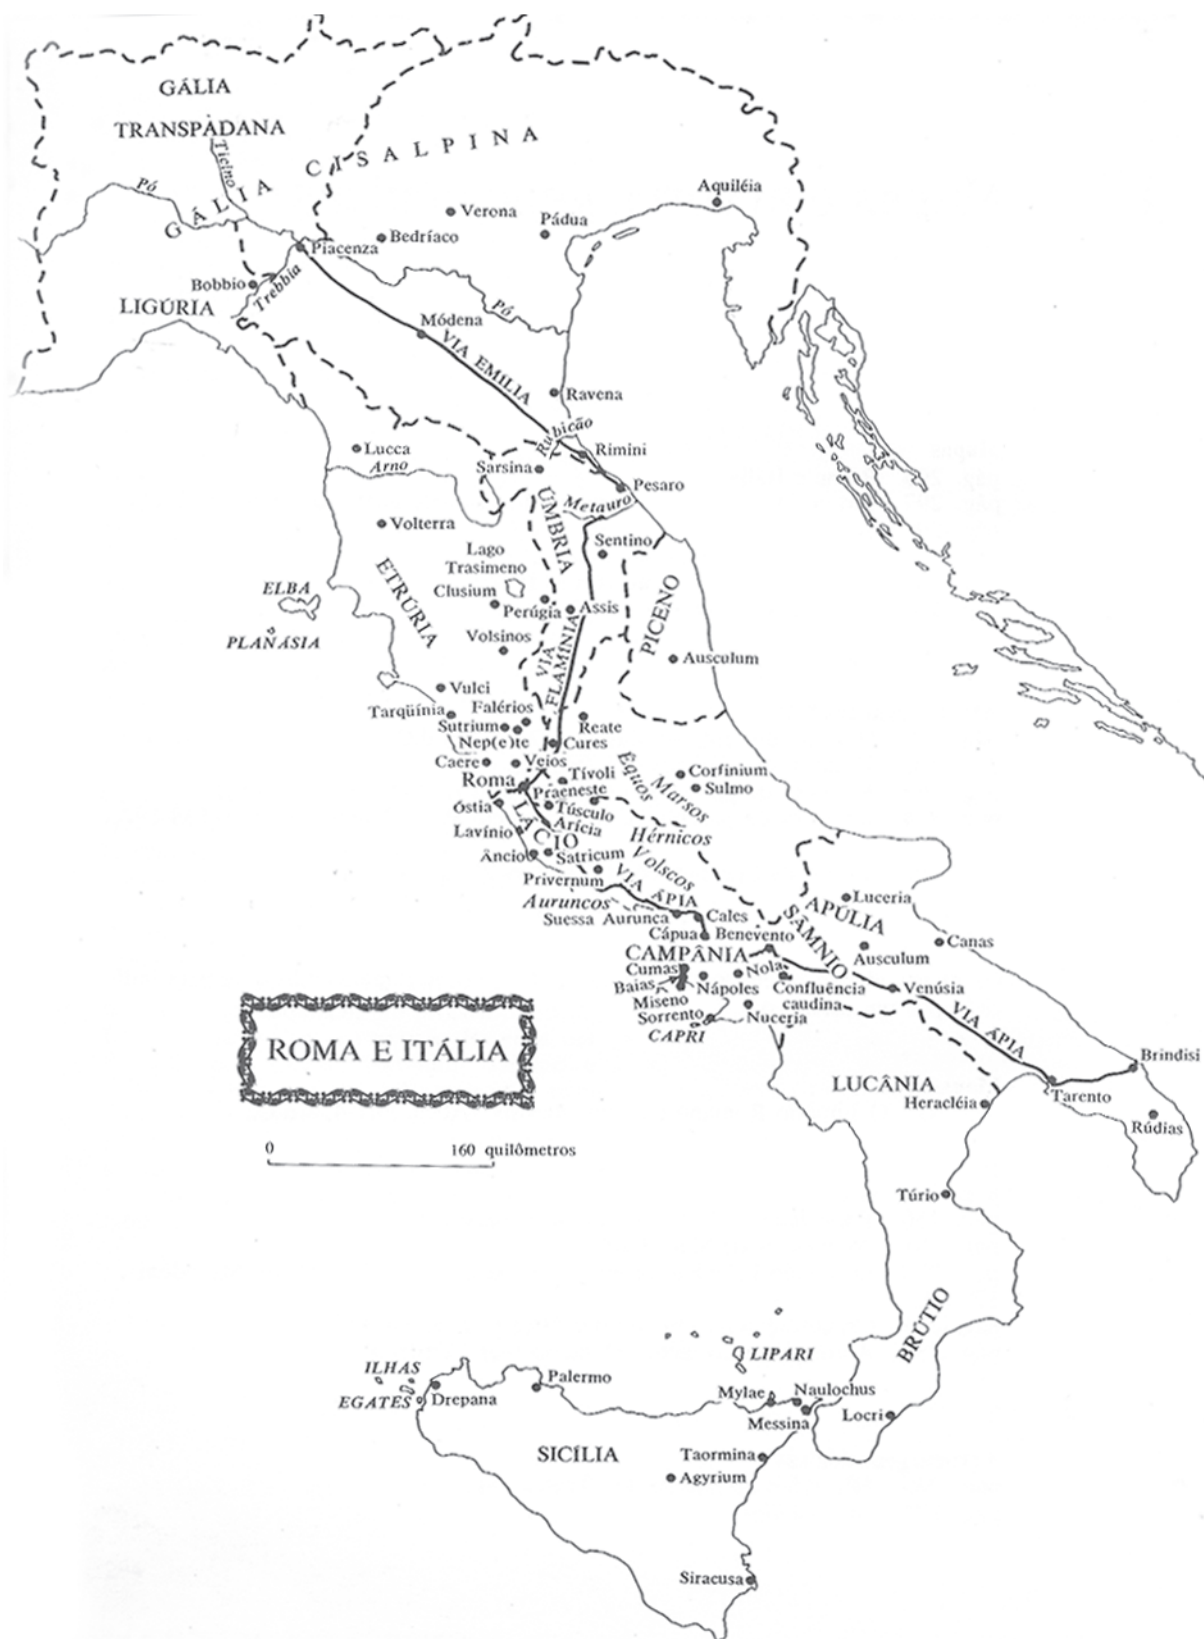 GÁLIA
TRANSPADANA
GÁLIA CISALPINA
Ticino
Pó
Aquiléia
Verona
Pádua
Bedríaco
Piacenza
Bobbio
Trebbia
LIGÚRIA
Pó
Módena
VIA EMÍLIA
Ravena
Rubicão
Rimini
Lucca
Arno
Sarsina
Pesaro
Metauro
ÚMBRIA
Volterra
Sentino
Lago
Trasimeno
ETRÚRIA
ELBA
Clusium
Perúgia
Assis
PICENO
PLANÁSIA
Volsinos
VIA
FLAMÍNIA
Ausculum
Vulci
Tarqüínia
Falérios
Sutrium
Reate
Nep(e)te
Cures
Caere
Veios
Équos
Corfinium
Roma
Tívoli
Marsos
Sulmo
Praeneste
Óstia
LÁCIO
Túsculo
Arícia
Hérnicos
Lavínio
Âncio
Satricum
Volscos
Privernum
VIA ÁPIA
Auruncos
Luceria
Suessa Aurunca
Cales
APÚLIA
SÂMNIO
Cápua
Benevento
Canas
CAMPÂNIA
Ausculum
Cumas
Nola
Baias
Nápoles
Confluência
caudina
Venúsia
Miseno
Sorrento
Nuceria
VIA ÁPIA
CAPRI
ROMA E ITÁLIA
Brindisi
LUCÂNIA
Heracléia
Tarento
Rúdias
0 160 quilômetros
Túrio
BRÚTIO
LIPARI
ILHAS
EGATES
Drepana
Palermo
Mylae
Naulochus
Messina
Locri
SICÍLIA
Taormina
Agyrium
Siracusa